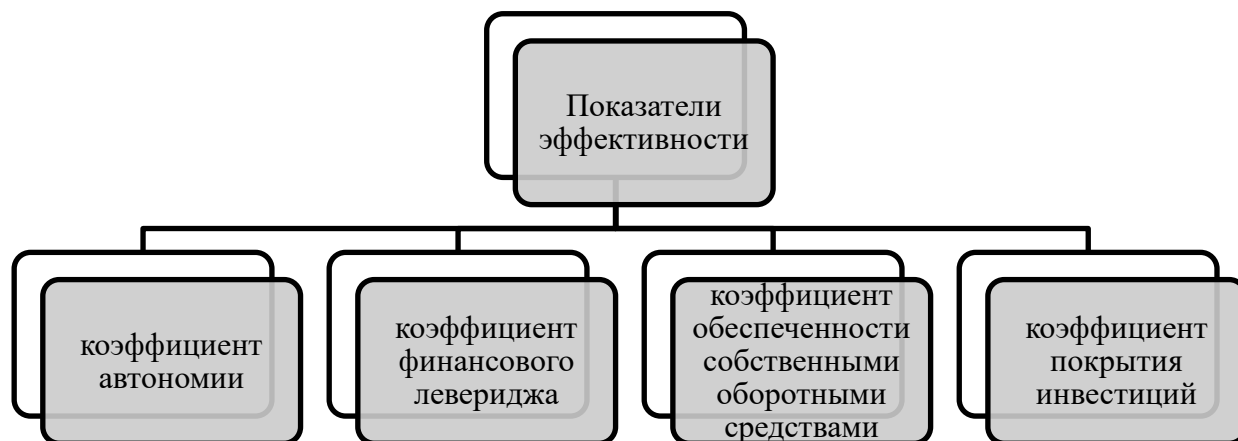 Показатели
эффективности
коэффициент
автономии
коэффициент
финансового
левериджа
коэффициент
обеспеченности
собственными
оборотными
средствами
коэффициент
покрытия
инвестиций